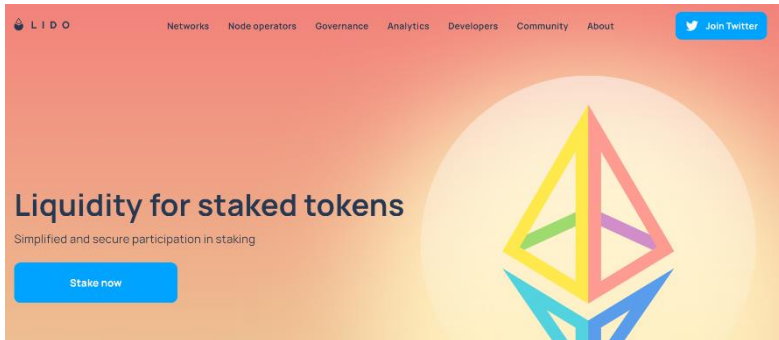 LIDO
Networks
Node operators
Governance
Analytics
Developers
Community
About
Join Twitter
Liquidity for staked tokens
Simplified and secure participation in staking
Stake now